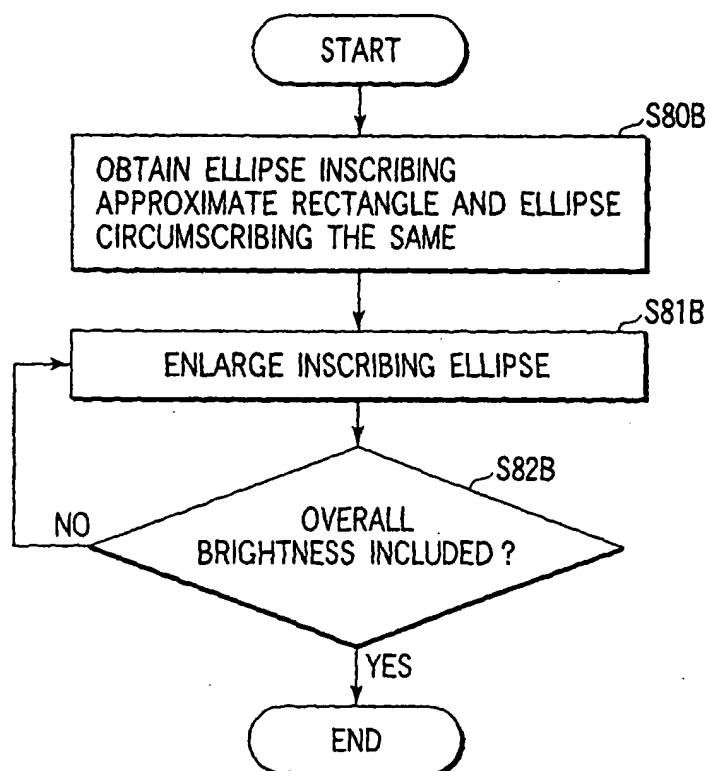 START
S80B
OBTAIN ELLIPSE INSCRIBING
APPROXIMATE RECTANGLE AND ELLIPSE
CIRCUMSCRIBING THE SAME
S81B
ENLARGE INSCRIBING ELLIPSE
S82B
OVERALL
BRIGHTNESS INCLUDED ?
NO
YES
END